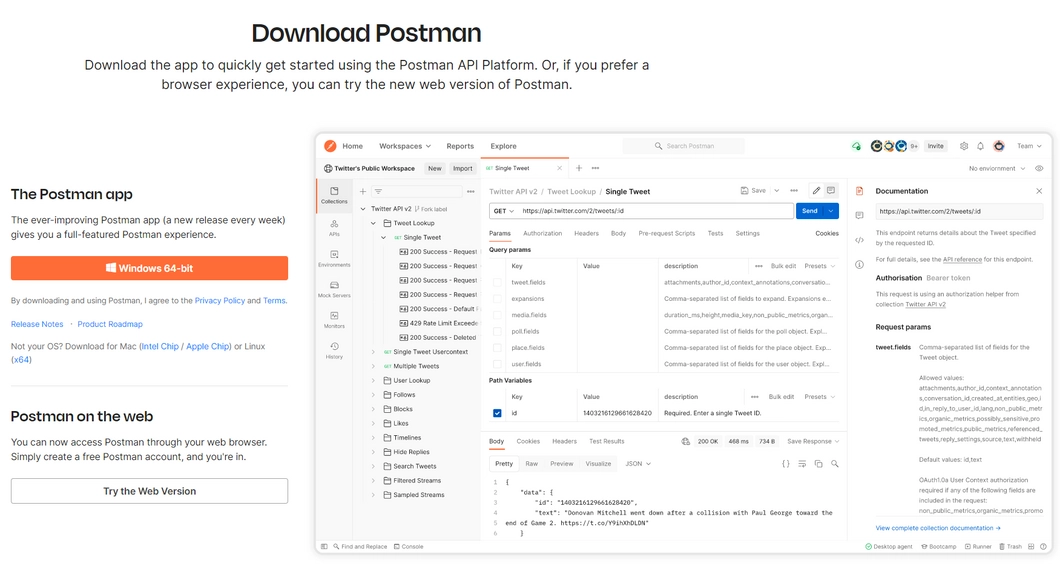 Download Postman
Download the app to quickly get started using the Postman API Platform. Or, if you prefer a
browser experience, you can try the new web version of Postman.
The Postman app
The ever-improving Postman app (a new release every week)
gives you a full-featured Postman experience.
Windows 64-bit
By downloading and using Postman, I agree to the Privacy Policy and Terms.
Release Notes · Product Roadmap
Not your OS? Download for Mac (Intel Chip / Apple Chip) or Linux
(x64)
Postman on the web
You can now access Postman through your web browser.
Simply create a free Postman account, and you're in.
Try the Web Version
Home Workspaces Reports Explore
Search Postman
9+ Invite Team
Twitter's Public Workspace New Import
Single Tweet
Collections
APIs
Environments
Mock Servers
Monitors
History
Twitter API v2 Fork label
Tweet Lookup
GET Single Tweet
200 Success - Request
200 Success - Request
200 Success - Request
200 Success - Request
200 Success - Default
429 Rate Limit Exceed
200 Success - Deleted
GET Single Tweet Usercontext
GET Multiple Tweets
User Lookup
Follows
Blocks
Likes
Timelines
Hide Replies
Search Tweets
Filtered Streams
Sampled Streams
Twitter API v2 / Tweet Lookup / Single Tweet
Save
GET https://api.twitter.com/2/tweets/:id Send
Params Authorization Headers Body Pre-request Scripts Tests Settings Cookies
Query params
Key Value description Bulk edit Presets
tweet.fields attachments,author_id,context_annotations,conversatio...
expansions Comma-separated list of fields to expand. Expansions e...
media.fields duration_ms,height,media_key,non_public_metrics,organ...
poll.fields Comma-separated list of fields for the poll object. Expl...
place.fields Comma-separated list of fields for the place object. Exp...
user.fields Comma-separated list of fields for the user object. Exp...
Path Variables
Key Value description Bulk edit Presets
id 1403216129661628420 Required. Enter a single Tweet ID.
Body Cookies Headers Test Results 200 OK 468 ms 734 B Save Response
Pretty Raw Preview Visualize JSON
1 {
2 "data": {
3 "id": "1403216129661628420",
4 "text": "Donovan Mitchell went down after a collision with Paul George toward the
5 end of Game 2. https://t.co/Y9ihXhDLDN"
6 }
Documentation
https://api.twitter.com/2/tweets/:id
This endpoint returns details about the Tweet specified
by the requested ID.
For full details, see the API reference for this endpoint.
Authorisation Bearer token
This request is using an authorization helper from
collection Twitter API v2
Request params
tweet.fields Comma-separated list of fields for the
Tweet object.
Allowed values:
attachments,author_id,context_annotation
s,conversation_id,created_at,entities,geo,i
d,in_reply_to_user_id,lang,non_public_metr
ics,organic_metrics,possibly_sensitive,pro
moted_metrics,public_metrics,referenced_
tweets,reply_settings,source,text,withheld
Default values: id,text
OAuth1.0a User Context authorization
required if any of the following fields are
included in the request:
non_public_metrics,organic_metrics,promo
View complete collection documentation →
Find and Replace Console
Desktop agent Bootcamp Runner Trash